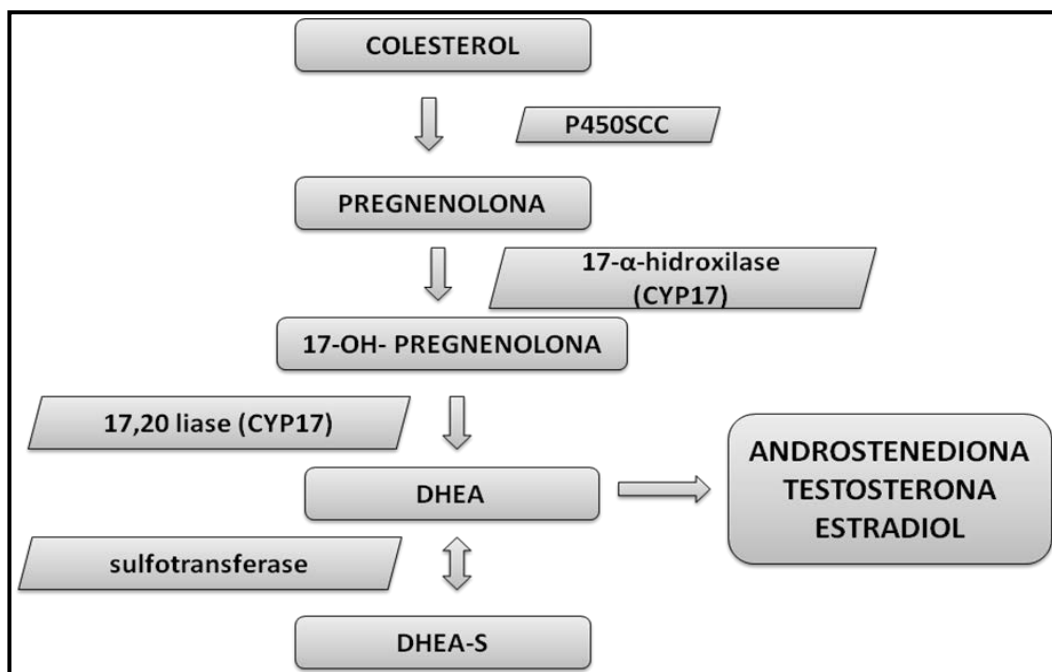 COLESTEROL
P450SCC
PREGNENOLONA
17-α-hidroxilase
(CYP17)
17-OH- PREGNENOLONA
17,20 liase (CYP17)
DHEA
ANDROSTENEDIONA
TESTOSTERONA
ESTRADIOL
sulfotransferase
DHEA-S